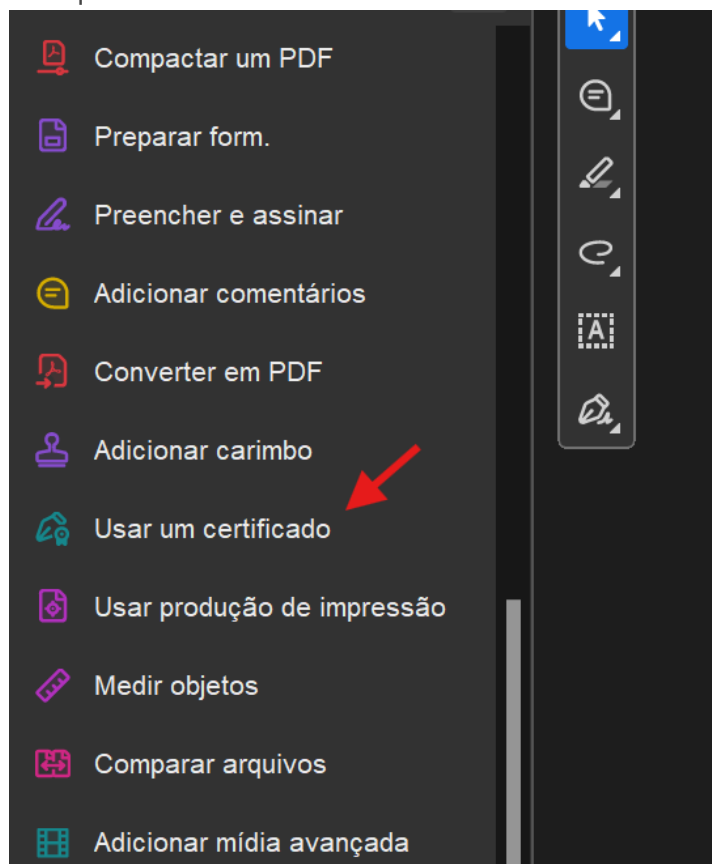 Compactar um PDF
Preparar form.
Preencher e assinar
Adicionar comentários
Converter em PDF
Adicionar carimbo
Usar um certificado
Usar produção de impressão
Medir objetos
Comparar arquivos
Adicionar mídia avançada
A